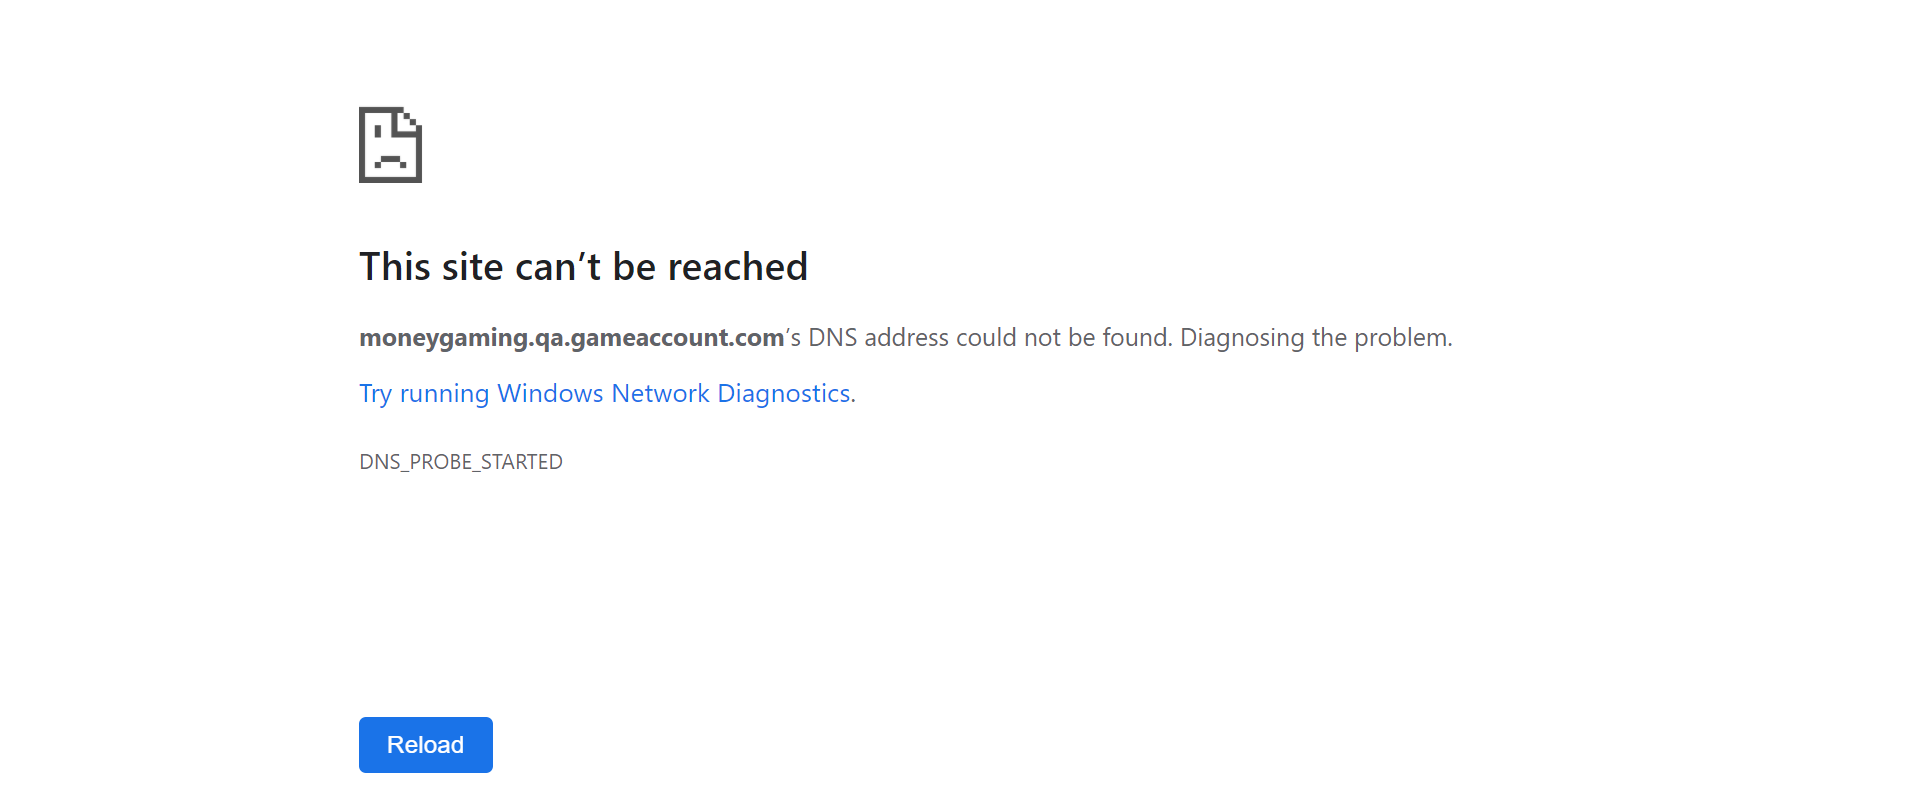 This site can’t be reached
moneygaming.qa.gameaccount.com’s DNS address could not be found. Diagnosing the problem.
Try running Windows Network Diagnostics.
DNS_PROBE_STARTED
Reload